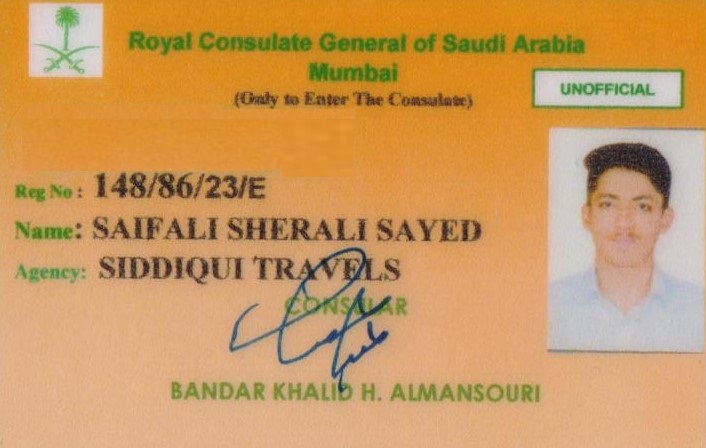 Royal Consulate General of Saudi Arabia
Mumbai
(Only to Enter The Consulate)
UNOFFICIAL
Reg No : 148/86/23/E
Name: SAIFALI SHERALI SAYED
Agency: SIDDIQUI TRAVELS
CONSULAR
BANDAR KHALID H. ALMANSOURI